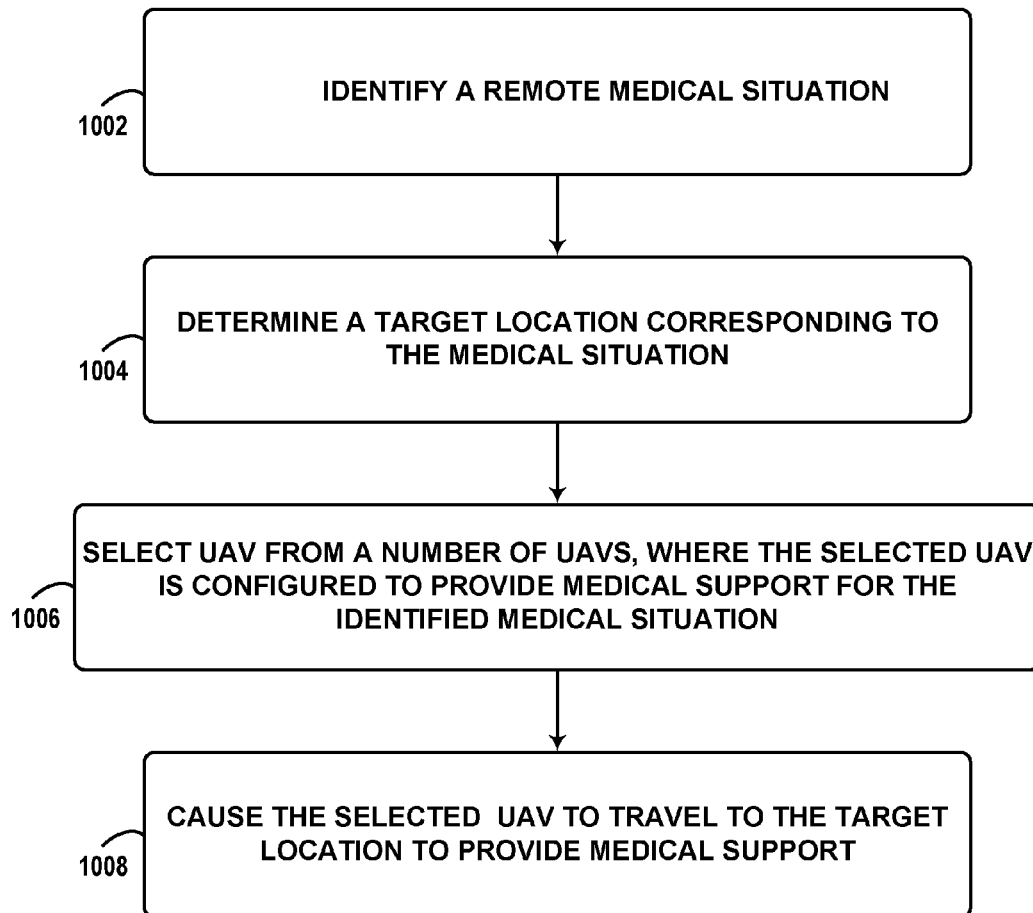 IDENTIFY A REMOTE MEDICAL SITUATION
1002
DETERMINE A TARGET LOCATION CORRESPONDING TO
THE MEDICAL SITUATION
1004
SELECT UAV FROM A NUMBER OF UAVS, WHERE THE SELECTED UAV
IS CONFIGURED TO PROVIDE MEDICAL SUPPORT FOR THE
IDENTIFIED MEDICAL SITUATION
1006
CAUSE THE SELECTED UAV TO TRAVEL TO THE TARGET
LOCATION TO PROVIDE MEDICAL SUPPORT
1008